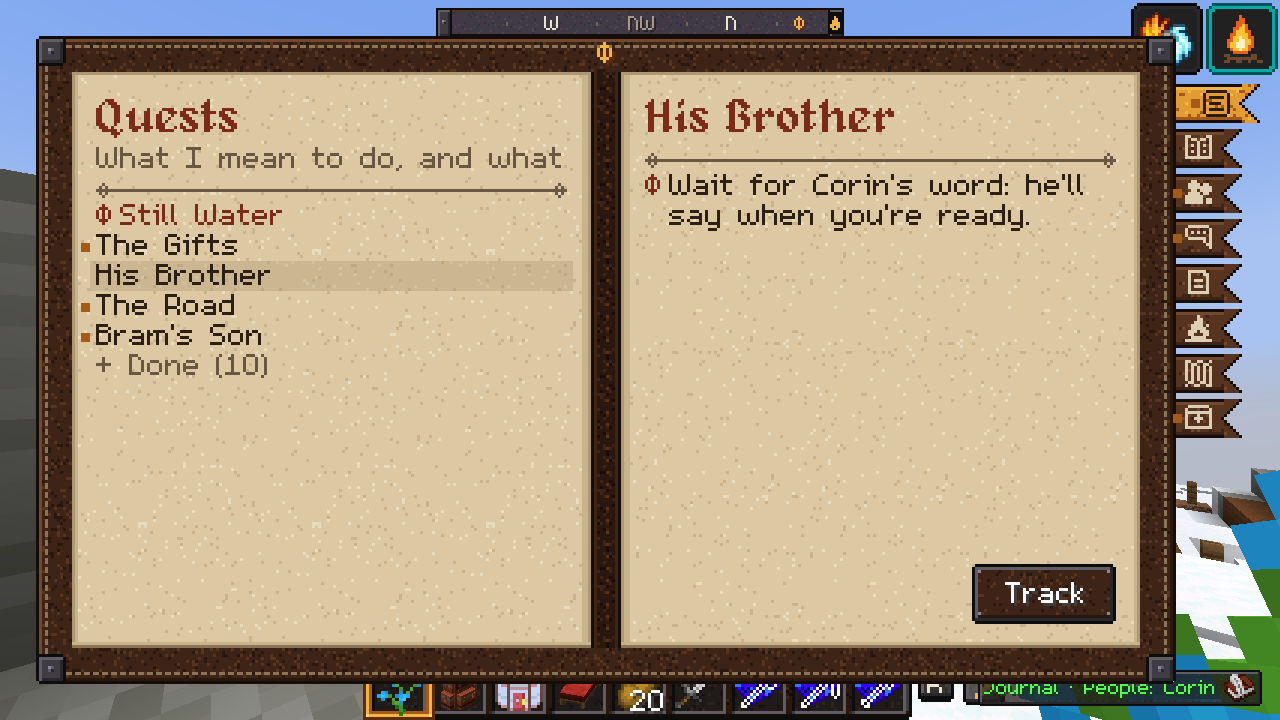 W NW N
Quests
What I mean to do, and what
Still Water
The Gifts
His Brother
The Road
Bram's Son
+ Done (10)
His Brother
Wait for Corin's word: he'll
say when you're ready.
Track
20
Journal · People: Corin